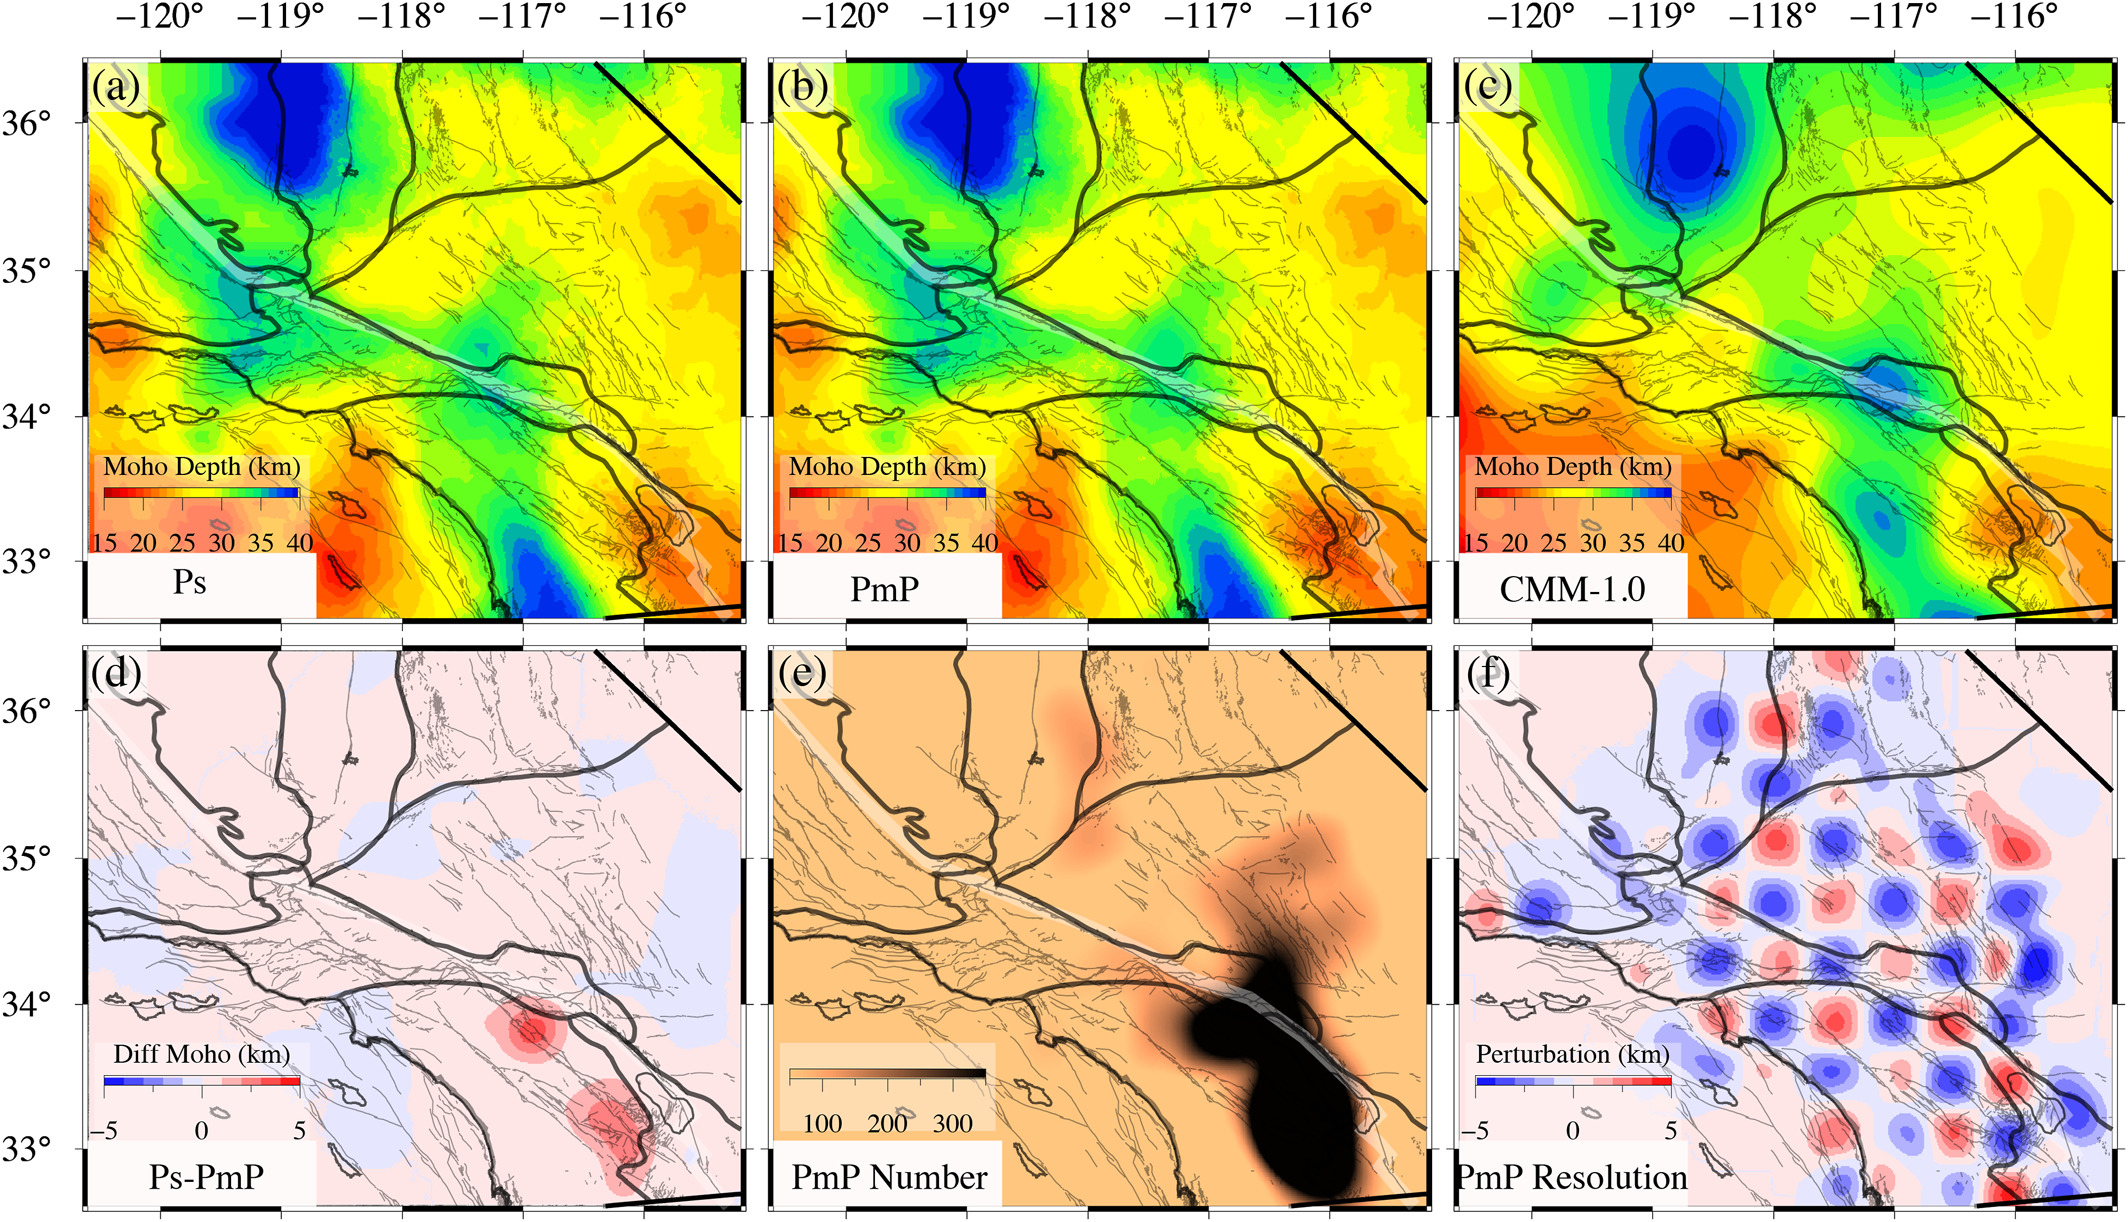 −120° −119° −118° −117° −116° −120° −119° −118° −117° −116° −120° −119° −118° −117° −116°
(a) (b) (c)
36°
35°
34°
Moho Depth (km) Moho Depth (km) Moho Depth (km)
15 20 25 30 35 40 15 20 25 30 35 40 15 20 25 30 35 40
33°
Ps PmP CMM-1.0
(d) (e) (f)
36°
35°
34°
Diff Moho (km) Perturbation (km)
−5 0 5 100 200 300 −5 0 5
33°
Ps-PmP PmP Number PmP Resolution